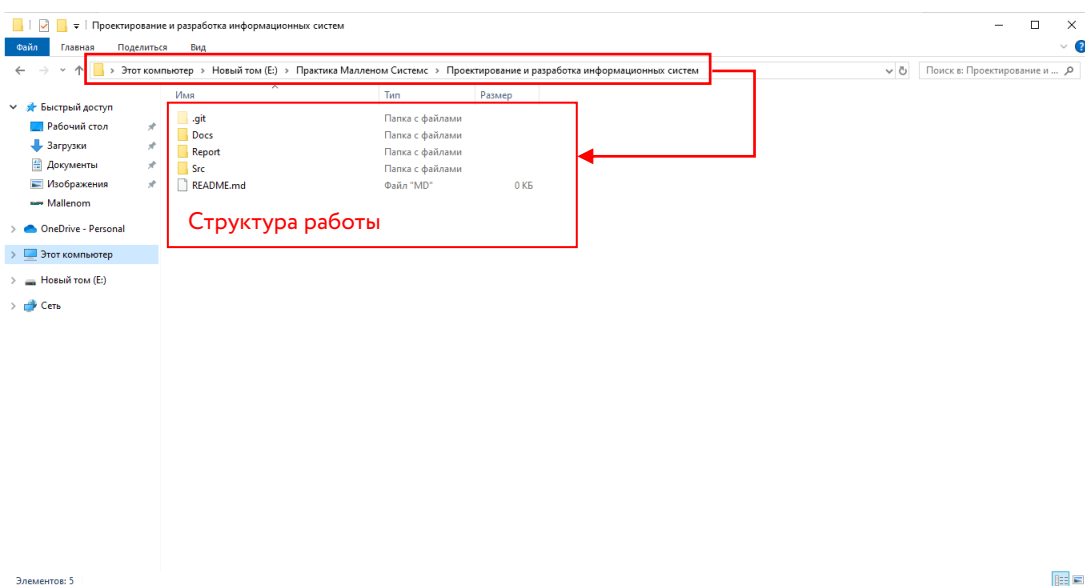 Проектирование и разработка информационных систем
Файл Главная Поделиться Вид
Этот компьютер > Новый том (E:) > Практика Малленом Системс > Проектирование и разработка информационных систем
Поиск в: Проектирование и ...
Имя Тип Размер
Быстрый доступ
Рабочий стол
Загрузки
Документы
Изображения
Mallenom
OneDrive - Personal
Этот компьютер
Новый том (E:)
Сеть
.git Папка с файлами
Docs Папка с файлами
Report Папка с файлами
Src Папка с файлами
README.md Файл "MD" 0 КБ
Структура работы
Элементов: 5